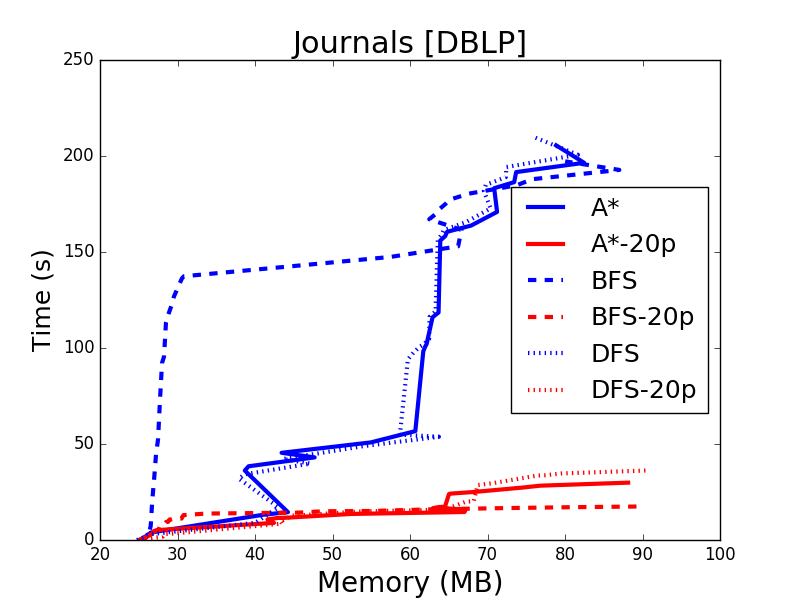 Journals [DBLP]
250
200
150
100
50
0
Time (s)
A*
A*-20p
BFS
BFS-20p
DFS
DFS-20p
20 30 40 50 60 70 80 90 100
Memory (MB)